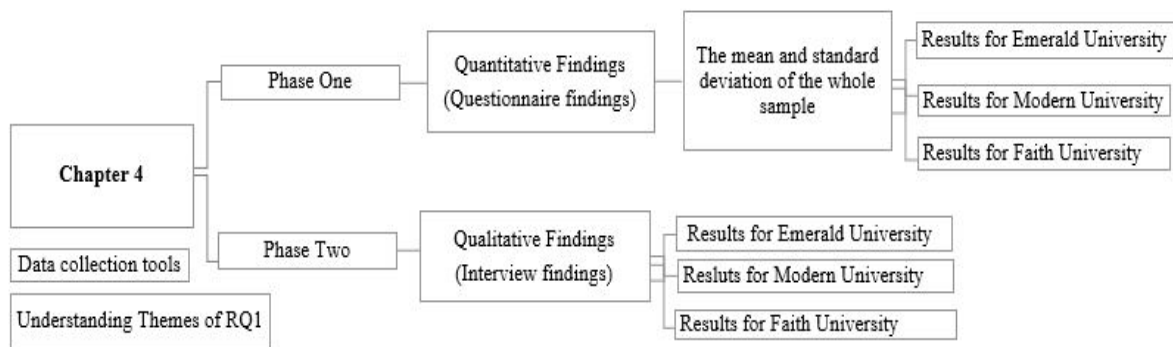 Chapter 4
Data collection tools
Understanding Themes of RQ1
Phase One
Quantitative Findings
(Questionnaire findings)
The mean and standard
deviation of the whole
sample
Results for Emerald University
Results for Modern University
Results for Faith University
Phase Two
Qualitative Findings
(Interview findings)
Results for Emerald University
Resluts for Modern University
Results for Faith University